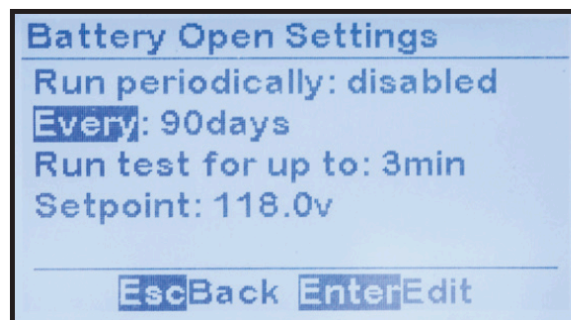 Battery Open Settings
Run periodically: disabled
Every: 90days
Run test for up to: 3min
Setpoint: 118.0v
EscBack EnterEdit